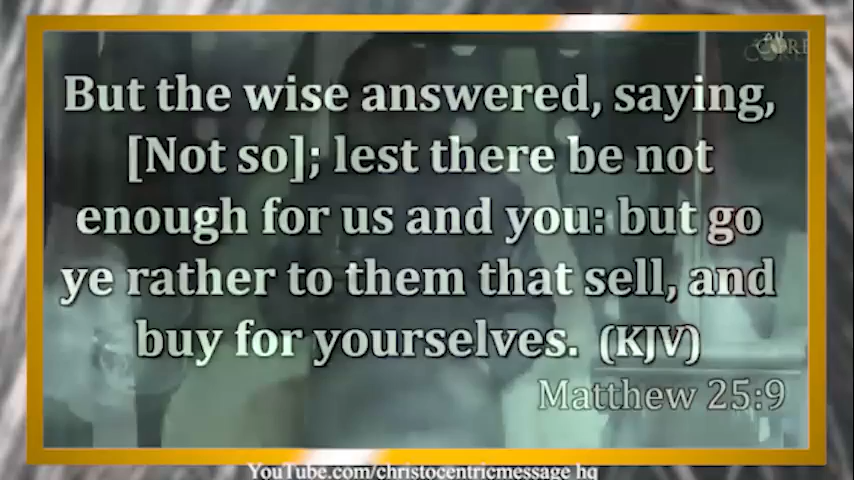 CORE
But the wise answered, saying,
[Not so]; lest there be not
enough for us and you: but go
ye rather to them that sell, and
buy for yourselves. (KJV)
Matthew 25:9
YouTube.com/christocentricmessage hq